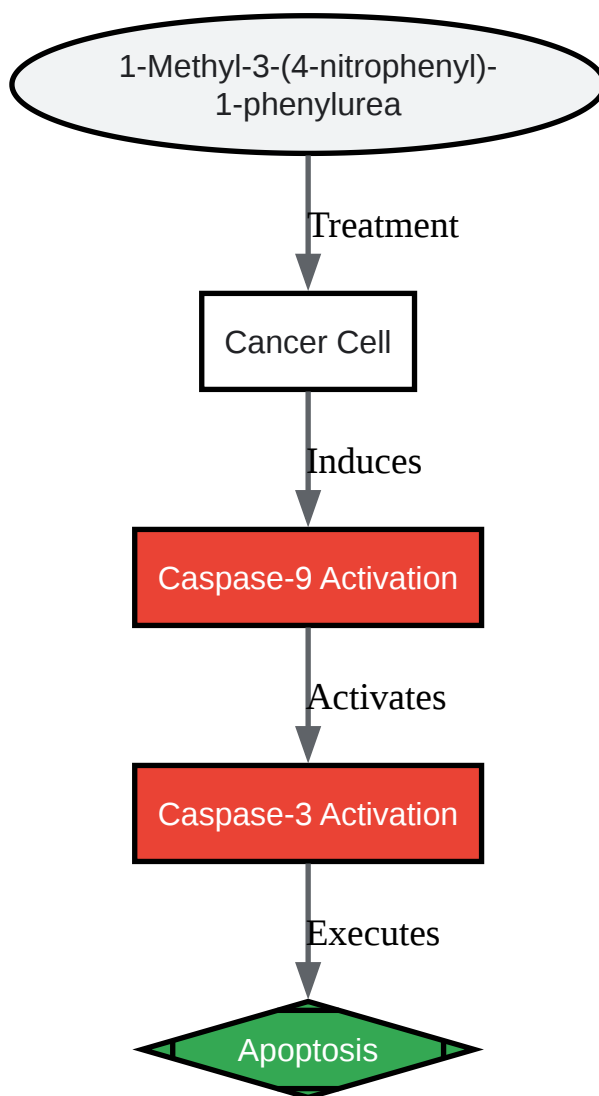 1-Methyl-3-(4-nitrophenyl)-
1-phenylurea
Treatment
Cancer Cell
Induces
Caspase-9 Activation
Activates
Caspase-3 Activation
Executes
Apoptosis